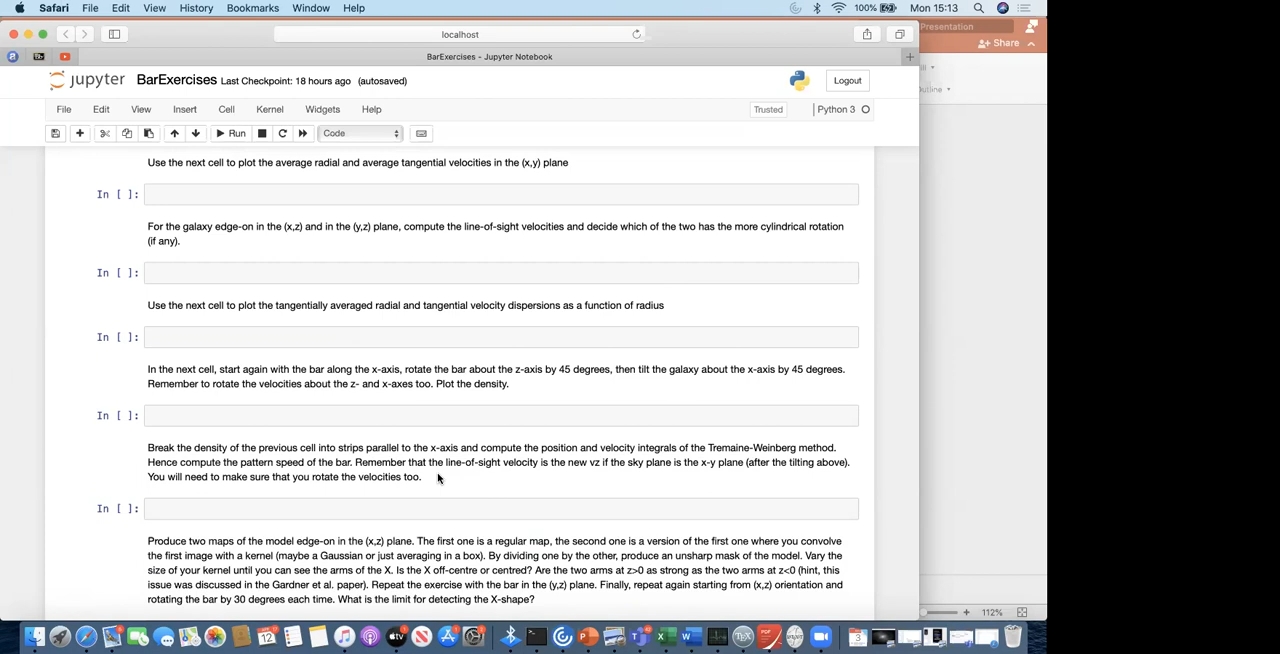 Safari File Edit View History Bookmarks Window Help 100% Mon 15:13
localhost
Presentation
Share
BarExercises - Jupyter Notebook
jupyter BarExercises Last Checkpoint: 18 hours ago (autosaved)
Logout
File Edit View Insert Cell Kernel Widgets Help Trusted Python 3
Run Code
Use the next cell to plot the average radial and average tangential velocities in the (x,y) plane
In [ ]:
For the galaxy edge-on in the (x,z) and in the (y,z) plane, compute the line-of-sight velocities and decide which of the two has the more cylindrical rotation
(if any).
In [ ]:
Use the next cell to plot the tangentially averaged radial and tangential velocity dispersions as a function of radius
In [ ]:
In the next cell, start again with the bar along the x-axis, rotate the bar about the z-axis by 45 degrees, then tilt the galaxy about the x-axis by 45 degrees.
Remember to rotate the velocities about the z- and x-axes too. Plot the density.
In [ ]:
Break the density of the previous cell into strips parallel to the x-axis and compute the position and velocity integrals of the Tremaine-Weinberg method.
Hence compute the pattern speed of the bar. Remember that the line-of-sight velocity is the new vz if the sky plane is the x-y plane (after the tilting above).
You will need to make sure that you rotate the velocities too.
In [ ]:
Produce two maps of the model edge-on in the (x,z) plane. The first one is a regular map, the second one is a version of the first one where you convolve
the first image with a kernel (maybe a Gaussian or just averaging in a box). By dividing one by the other, produce an unsharp mask of the model. Vary the
size of your kernel until you can see the arms of the X. Is the X off-centre or centred? Are the two arms at z>0 as strong as the two arms at z<0 (hint, this
issue was discussed in the Gardner et al. paper). Repeat the exercise with the bar in the (y,z) plane. Finally, repeat again starting from (x,z) orientation and
rotating the bar by 30 degrees each time. What is the limit for detecting the X-shape?
112%